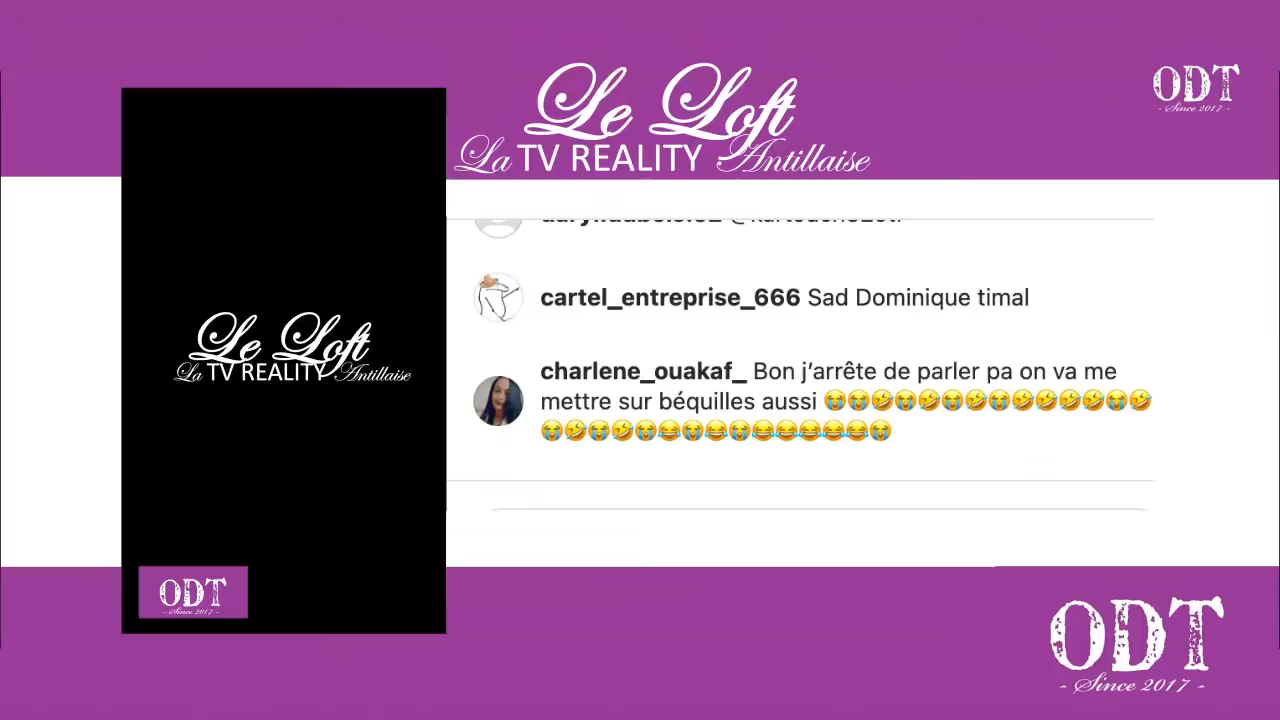 Le Loft
La TV REALITY Antillaise
ODT
- Since 2017 -
cartel_entreprise_666 Sad Dominique timal
charlene_ouakaf_ Bon j’arrête de parler pa on va me
mettre sur béquilles aussi 😭😭🤣😭🤣😭🤣😭🤣🤣🤣🤣😭🤣
😭🤣😭🤣😭😂😭😂😭😂😂😂😂😂😭
Le Loft
La TV REALITY Antillaise
ODT
- Since 2017 -
ODT
- Since 2017 -